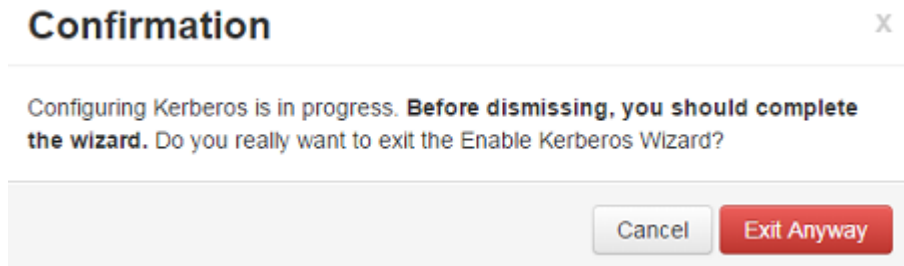 Confirmation
X
Configuring Kerberos is in progress. Before dismissing, you should complete
the wizard. Do you really want to exit the Enable Kerberos Wizard?
Cancel
Exit Anyway